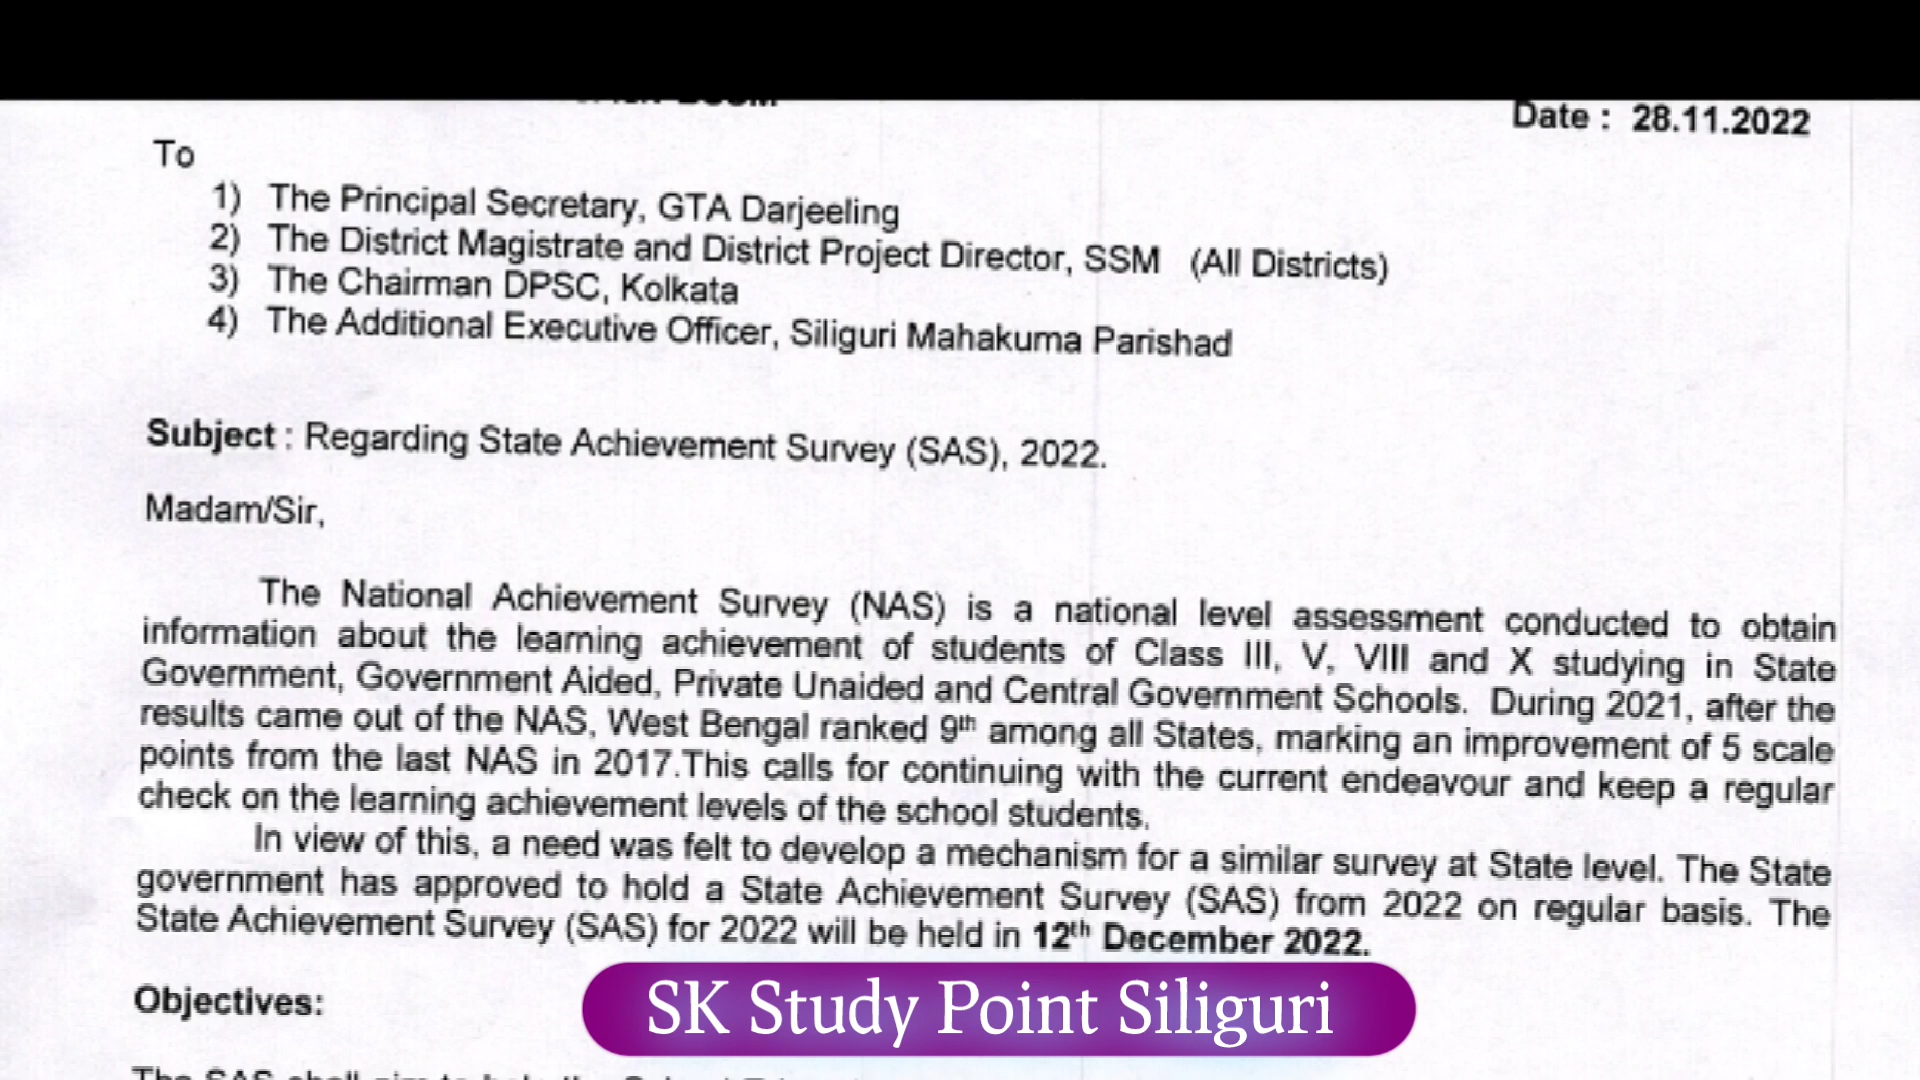 Date : 28.11.2022
To
1) The Principal Secretary, GTA Darjeeling
2) The District Magistrate and District Project Director, SSM (All Districts)
3) The Chairman DPSC, Kolkata
4) The Additional Executive Officer, Siliguri Mahakuma Parishad
Subject : Regarding State Achievement Survey (SAS), 2022.
Madam/Sir,
The National Achievement Survey (NAS) is a national level assessment conducted to obtain
information about the learning achievement of students of Class III, V, VIII and X studying in State
Government, Government Aided, Private Unaided and Central Government Schools. During 2021, after the
results came out of the NAS, West Bengal ranked 9th among all States, marking an improvement of 5 scale
points from the last NAS in 2017.This calls for continuing with the current endeavour and keep a regular
check on the learning achievement levels of the school students.
In view of this, a need was felt to develop a mechanism for a similar survey at State level. The State
government has approved to hold a State Achievement Survey (SAS) from 2022 on regular basis. The
State Achievement Survey (SAS) for 2022 will be held in 12th December 2022.
Objectives:
SK Study Point Siliguri
The SAS shall aim to help the